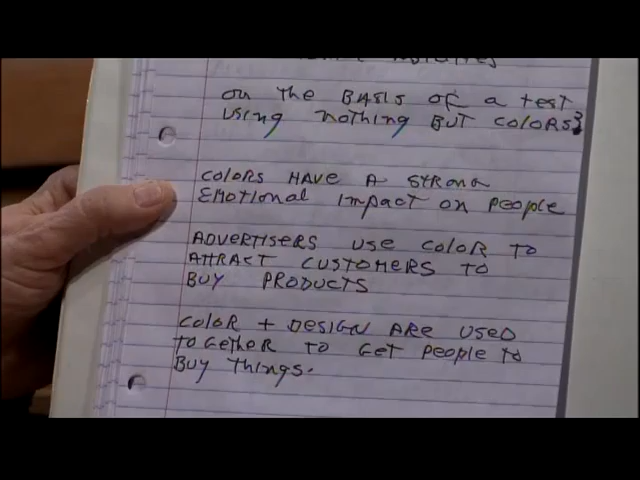 on the BASIS of a test
using nothing BUT COLORS?
COLORS HAVE A STRONG
EMOTIONAL IMPACT ON PEOPLE
ADVERTISERS USE COLOR TO
ATTRACT CUSTOMERS TO
BUY PRODUCTS
COLOR + DESIGN ARE USED
TOGETHER TO GET PEOPLE TO
BUY THINGS.